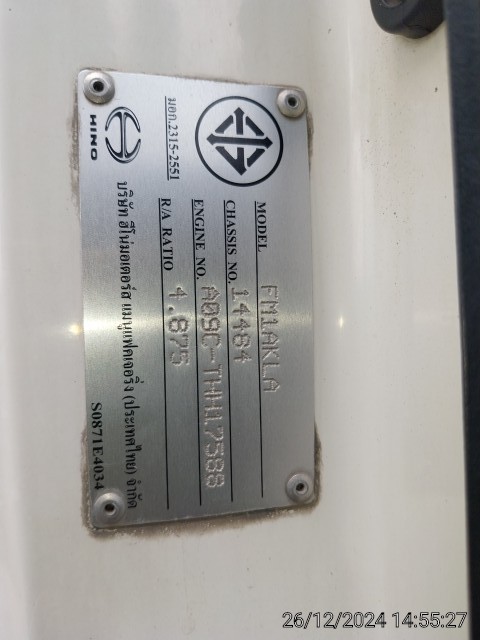 มอก.2315-2551
HINO
MODEL FM1AKLA
CHASSIS NO. 14484
ENGINE NO. A09C-THH17588
R/A RATIO 4.875
บริษัท ฮีโน่มอเตอร์ส แมนูแฟคเจอริ่ง (ประเทศไทย) จำกัด
S0871E4034
26/12/2024 14:55:27